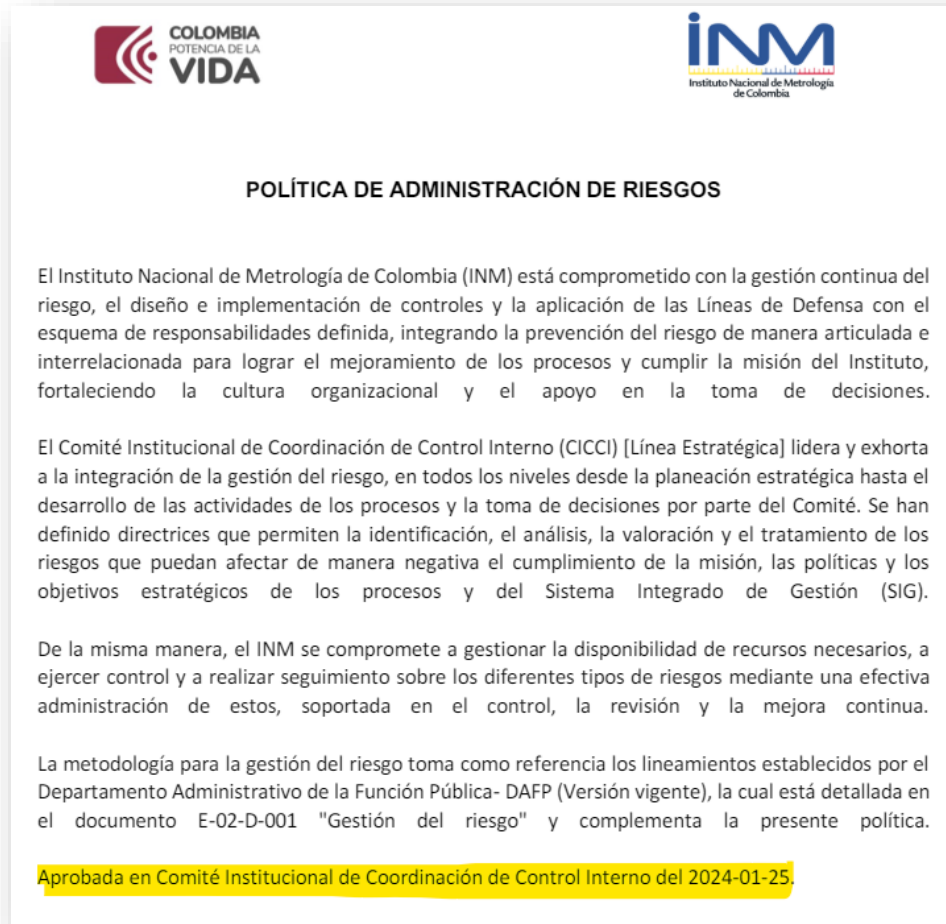 COLOMBIA
POTENCIA DE LA
VIDA
INM
Instituto Nacional de Metrología
de Colombia
POLÍTICA DE ADMINISTRACIÓN DE RIESGOS
El Instituto Nacional de Metrología de Colombia (INM) está comprometido con la gestión continua del
riesgo, el diseño e implementación de controles y la aplicación de las Líneas de Defensa con el
esquema de responsabilidades definida, integrando la prevención del riesgo de manera articulada e
interrelacionada para lograr el mejoramiento de los procesos y cumplir la misión del Instituto,
fortaleciendo la cultura organizacional y el apoyo en la toma de decisiones.
El Comité Institucional de Coordinación de Control Interno (CICCI) [Línea Estratégica] lidera y exhorta
a la integración de la gestión del riesgo, en todos los niveles desde la planeación estratégica hasta el
desarrollo de las actividades de los procesos y la toma de decisiones por parte del Comité. Se han
definido directrices que permiten la identificación, el análisis, la valoración y el tratamiento de los
riesgos que puedan afectar de manera negativa el cumplimiento de la misión, las políticas y los
objetivos estratégicos de los procesos y del Sistema Integrado de Gestión (SIG).
De la misma manera, el INM se compromete a gestionar la disponibilidad de recursos necesarios, a
ejercer control y a realizar seguimiento sobre los diferentes tipos de riesgos mediante una efectiva
administración de estos, soportada en el control, la revisión y la mejora continua.
La metodología para la gestión del riesgo toma como referencia los lineamientos establecidos por el
Departamento Administrativo de la Función Pública- DAFP (Versión vigente), la cual está detallada en
el documento E-02-D-001 "Gestión del riesgo" y complementa la presente política.
Aprobada en Comité Institucional de Coordinación de Control Interno del 2024-01-25.